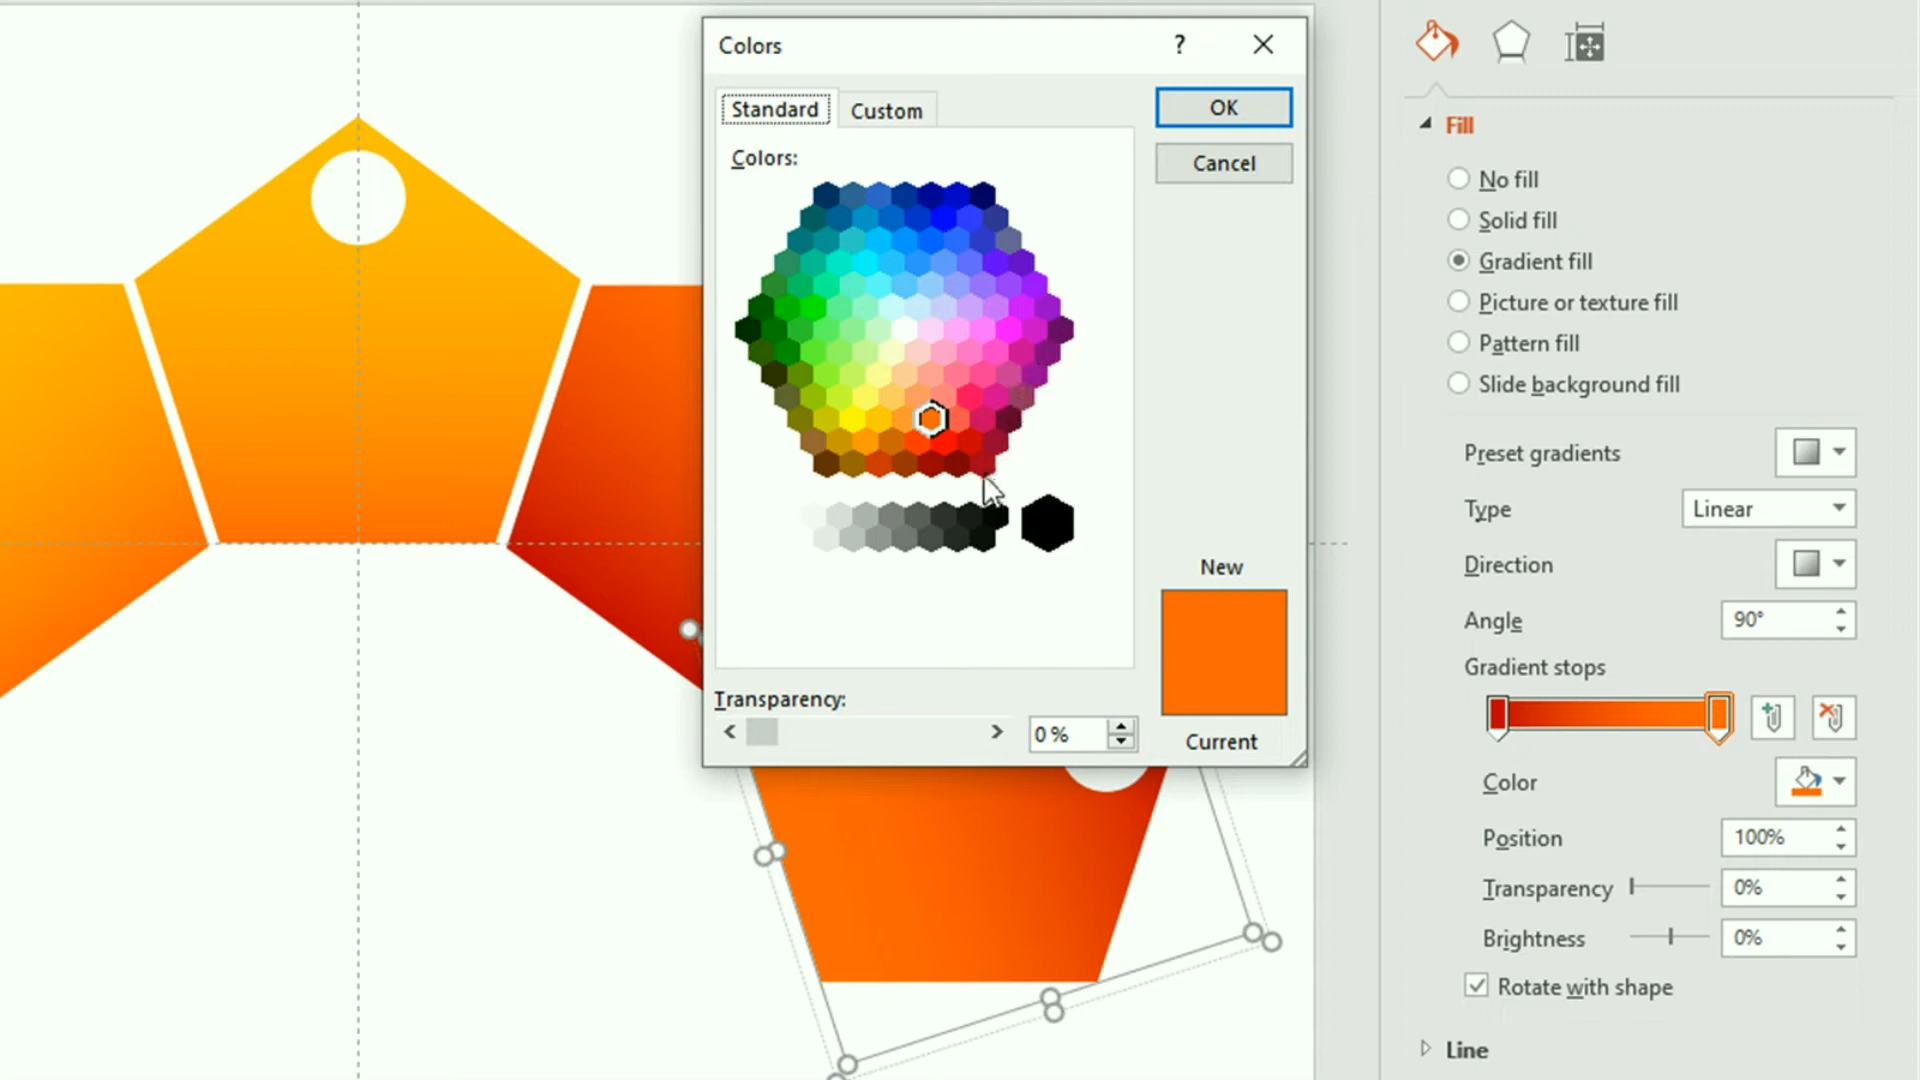 Colors
?
Standard
Custom
OK
Cancel
Colors:
New
Current
Transparency:
0 %
Fill
No fill
Solid fill
Gradient fill
Picture or texture fill
Pattern fill
Slide background fill
Preset gradients
Type
Linear
Direction
Angle
90°
Gradient stops
Color
Position
100%
Transparency
0%
Brightness
0%
Rotate with shape
Line